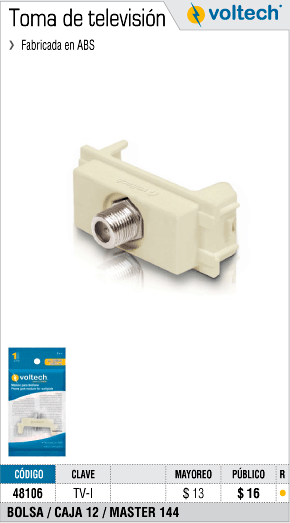 Toma de televisión
voltech
› Fabricada en ABS
voltech
CÓDIGO CLAVE MAYOREO PÚBLICO R
48106 TV-I $ 13 $ 16
BOLSA / CAJA 12 / MASTER 144